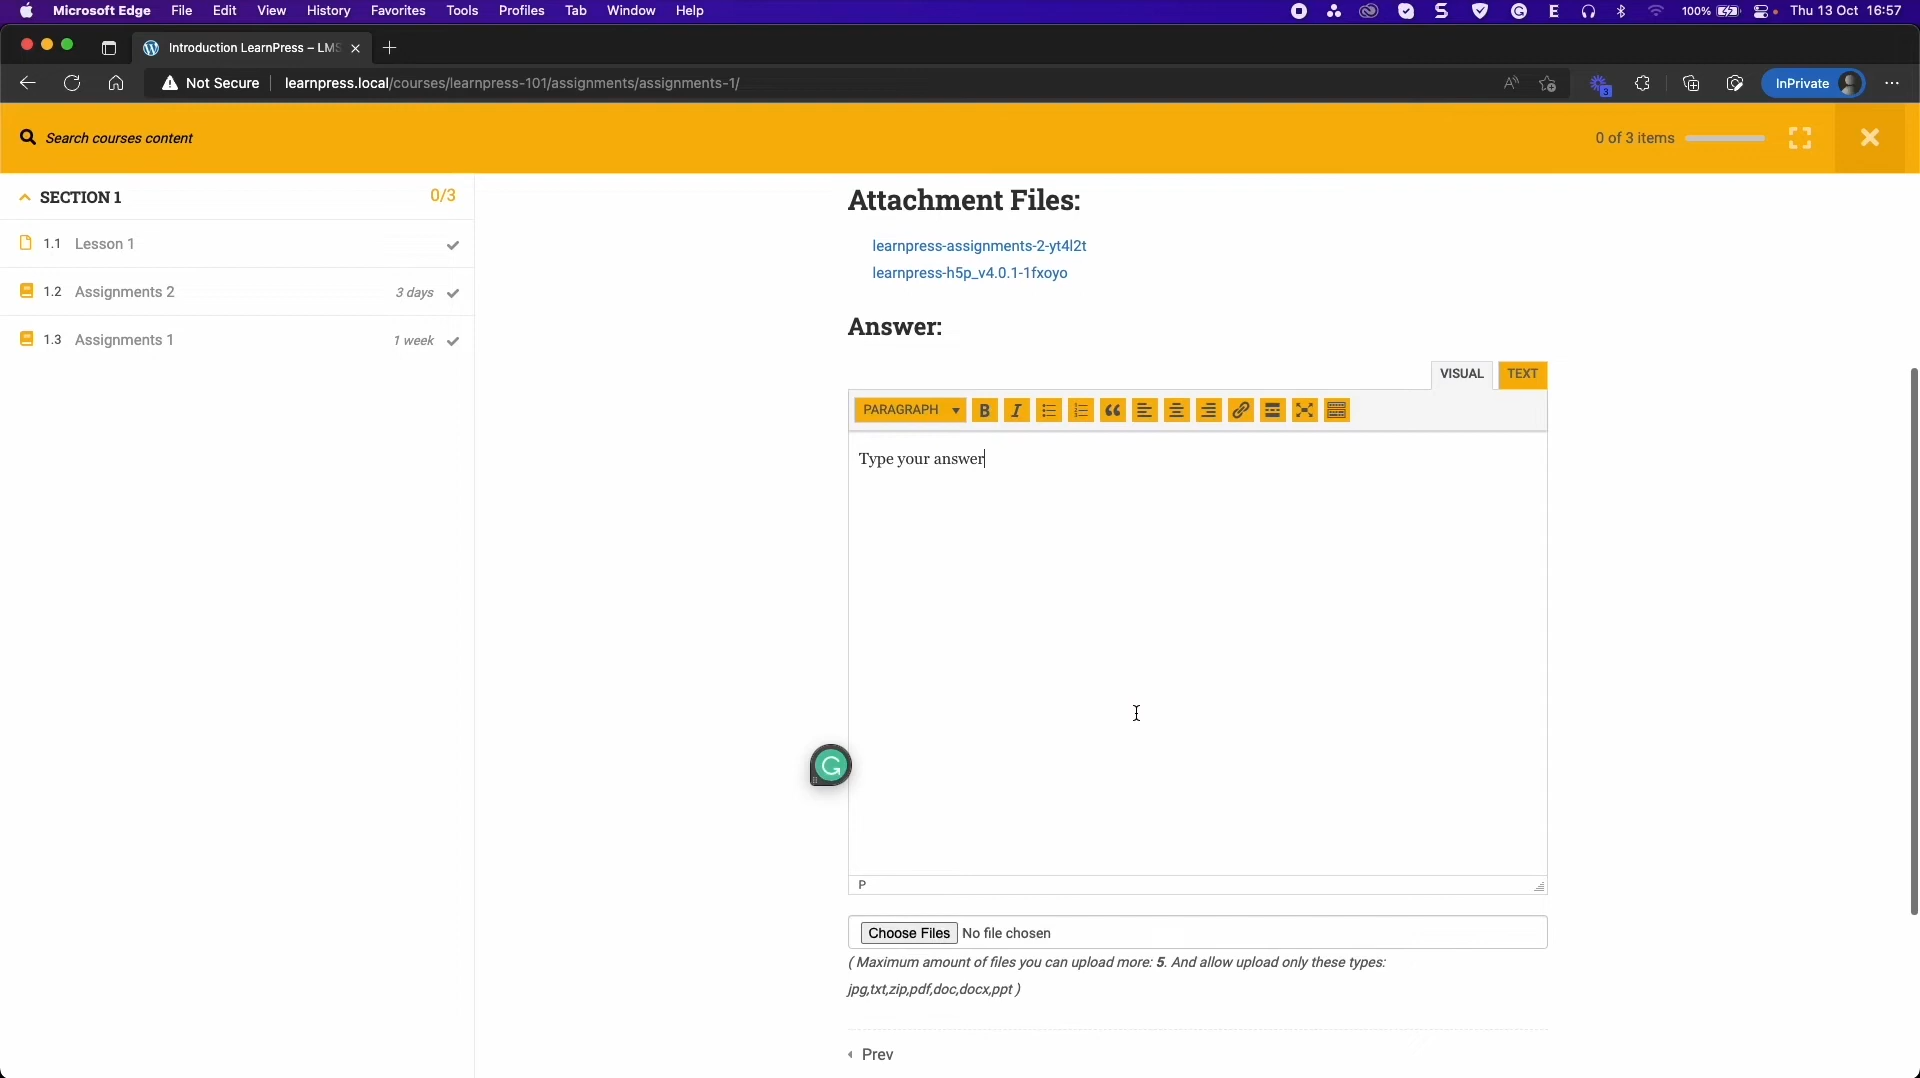 Microsoft Edge File Edit View History Favorites Tools Profiles Tab Window Help 100% Thu 13 Oct 16:57
Introduction LearnPress – LMS
Not Secure learnpress.local/courses/learnpress-101/assignments/assignments-1/ 3 InPrivate
Search courses content 0 of 3 items
SECTION 1 0/3
1.1 Lesson 1
1.2 Assignments 2 3 days
1.3 Assignments 1 1 week
Attachment Files:
learnpress-assignments-2-yt4l2t
learnpress-h5p_v4.0.1-1fxoyo
Answer:
VISUAL TEXT
PARAGRAPH B I
Type your answer
P
Choose Files No file chosen
( Maximum amount of files you can upload more: 5. And allow upload only these types:
jpg,txt,zip,pdf,doc,docx,ppt )
Prev